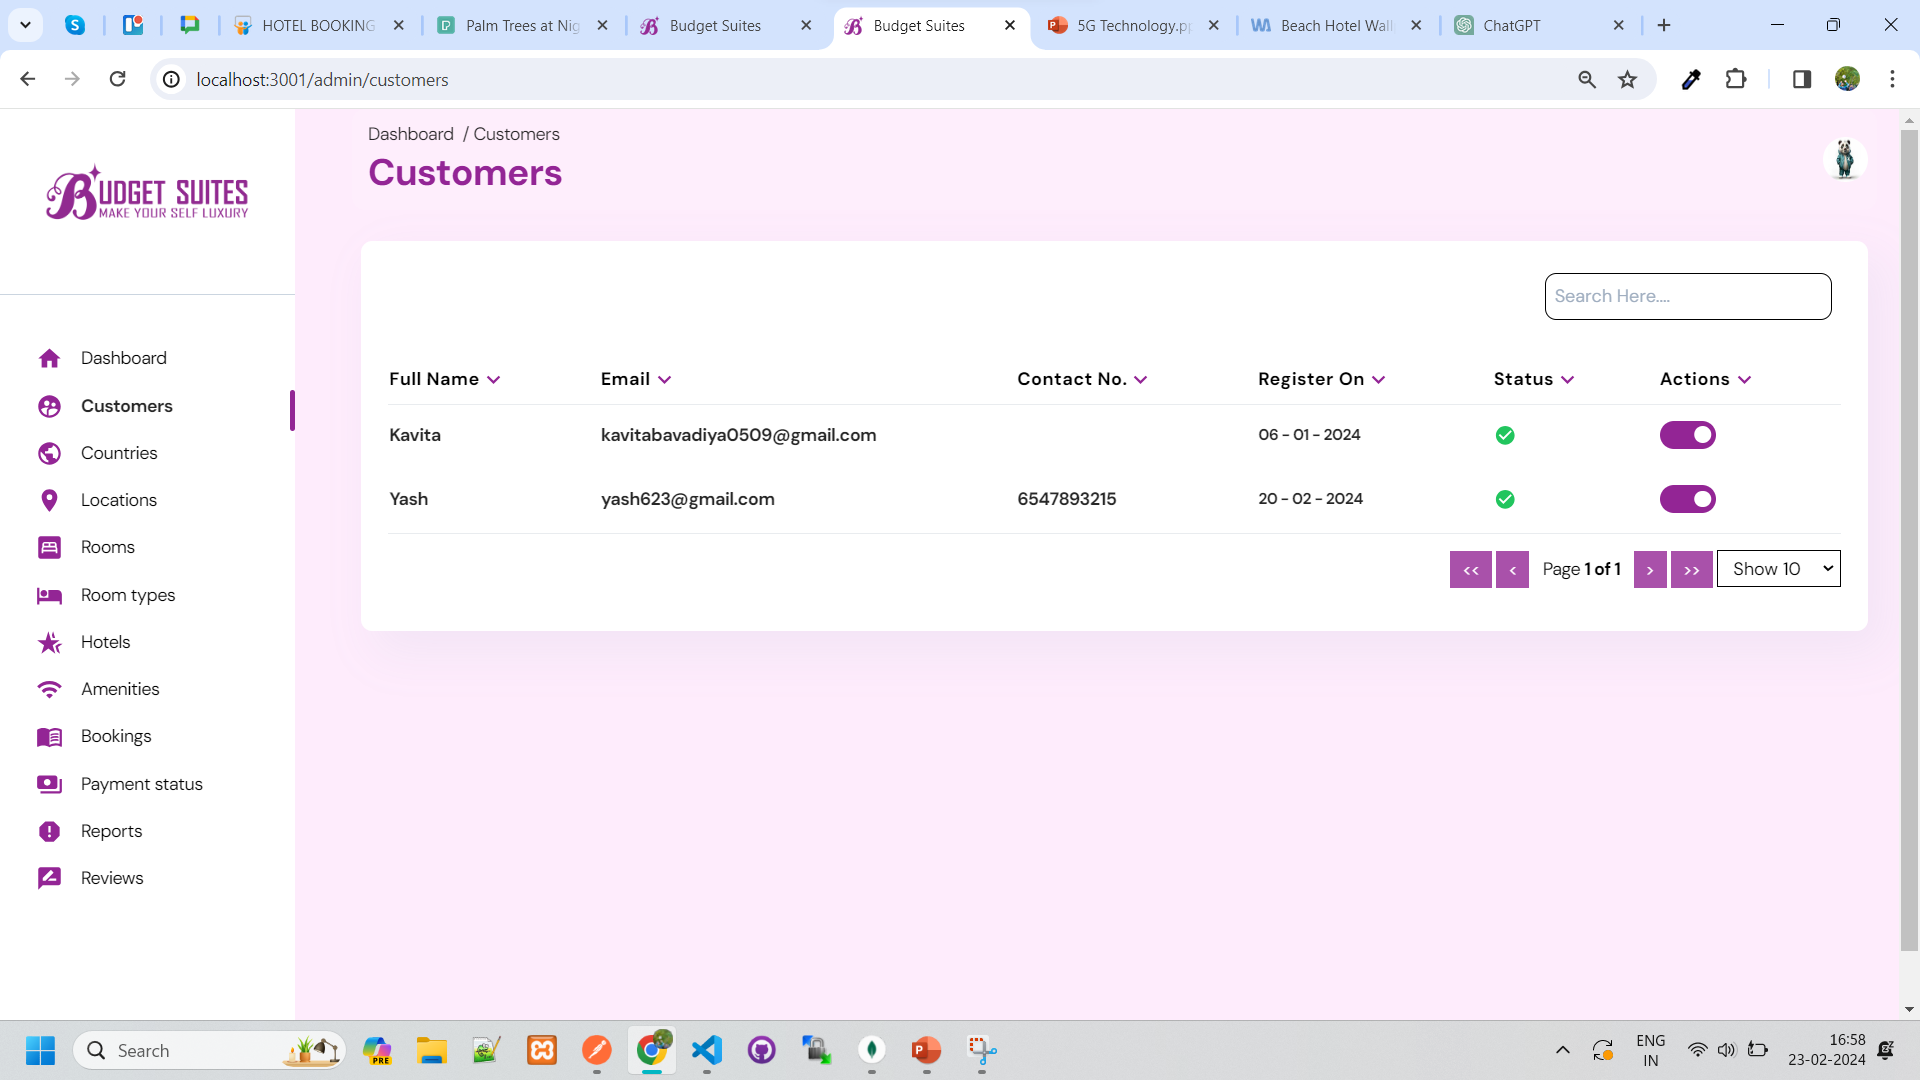 HOTEL BOOKING
Palm Trees at Nig
Budget Suites
Budget Suites
5G Technology.pp
Beach Hotel Wall
ChatGPT
localhost:3001/admin/customers
BUDGET SUITES
MAKE YOUR SELF LUXURY
Dashboard / Customers
Customers
Search Here....
Dashboard
Customers
Countries
Locations
Rooms
Room types
Hotels
Amenities
Bookings
Payment status
Reports
Reviews
Full Name Email Contact No. Register On Status Actions
Kavita kavitabavadiya0509@gmail.com 06 - 01 - 2024
Yash yash623@gmail.com 6547893215 20 - 02 - 2024
<< < Page 1 of 1 > >> Show 10
Search
PRE
ENG
IN
16:58
23-02-2024